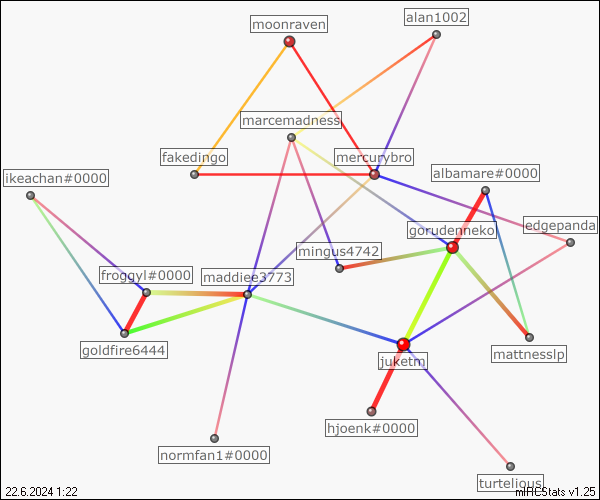 alan1002
moonraven
marcemadness
fakedingo
mercurybro
ikeachan#0000
albamare#0000
edgepanda
gorudenneko
mingus4742
froggyl#0000
maddiee3773
goldfire6444
mattnesslp
juketm
hjoenk#0000
normfan1#0000
turtelious
22.6.2024 1:22
mIRCStats v1.25